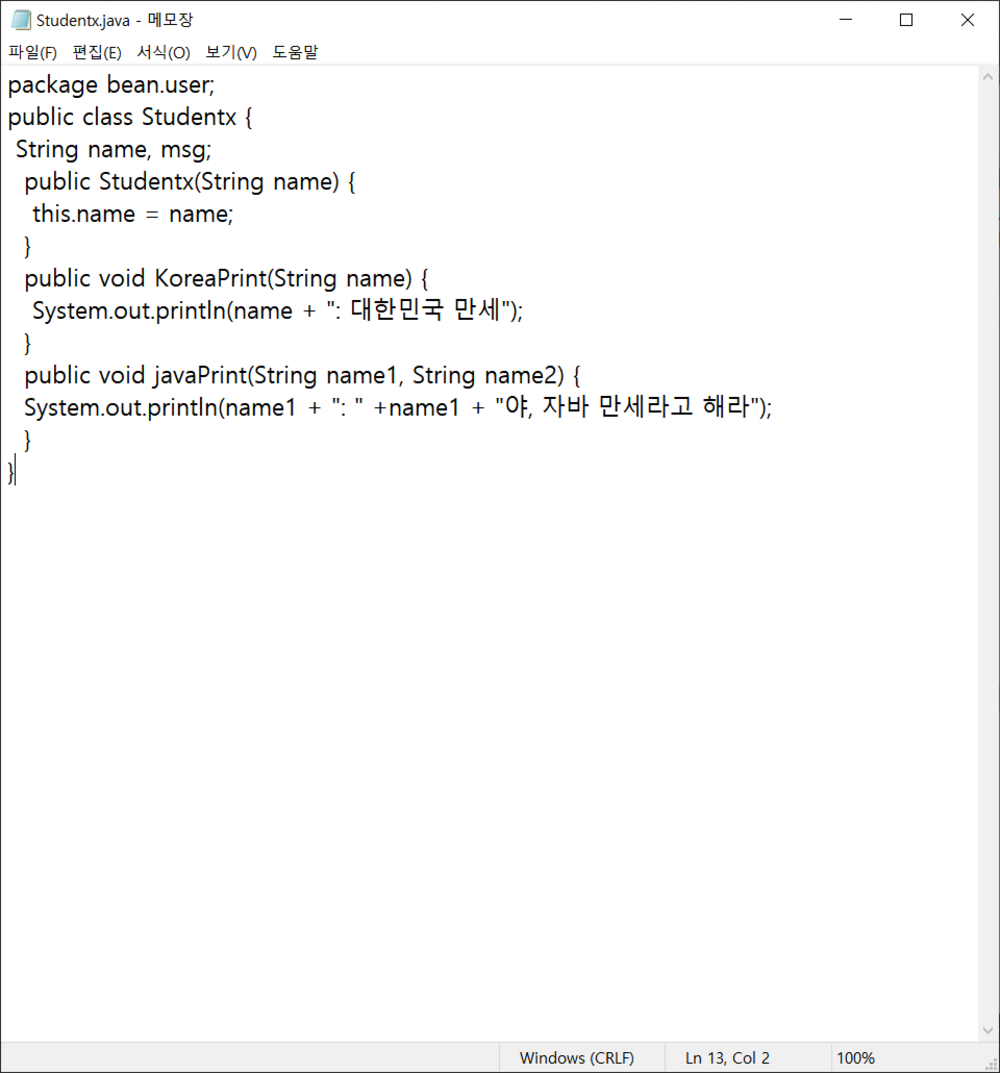 Studentx.java - 메모장
파일(F) 편집(E) 서식(O) 보기(V) 도움말
package bean.user;
public class Studentx {
 String name, msg;
  public Studentx(String name) {
   this.name = name;
  }
  public void KoreaPrint(String name) {
   System.out.println(name + ": 대한민국 만세");
  }
  public void javaPrint(String name1, String name2) {
  System.out.println(name1 + ": " +name1 + "야, 자바 만세라고 해라");
  }
}
Windows (CRLF) Ln 13, Col 2 100%